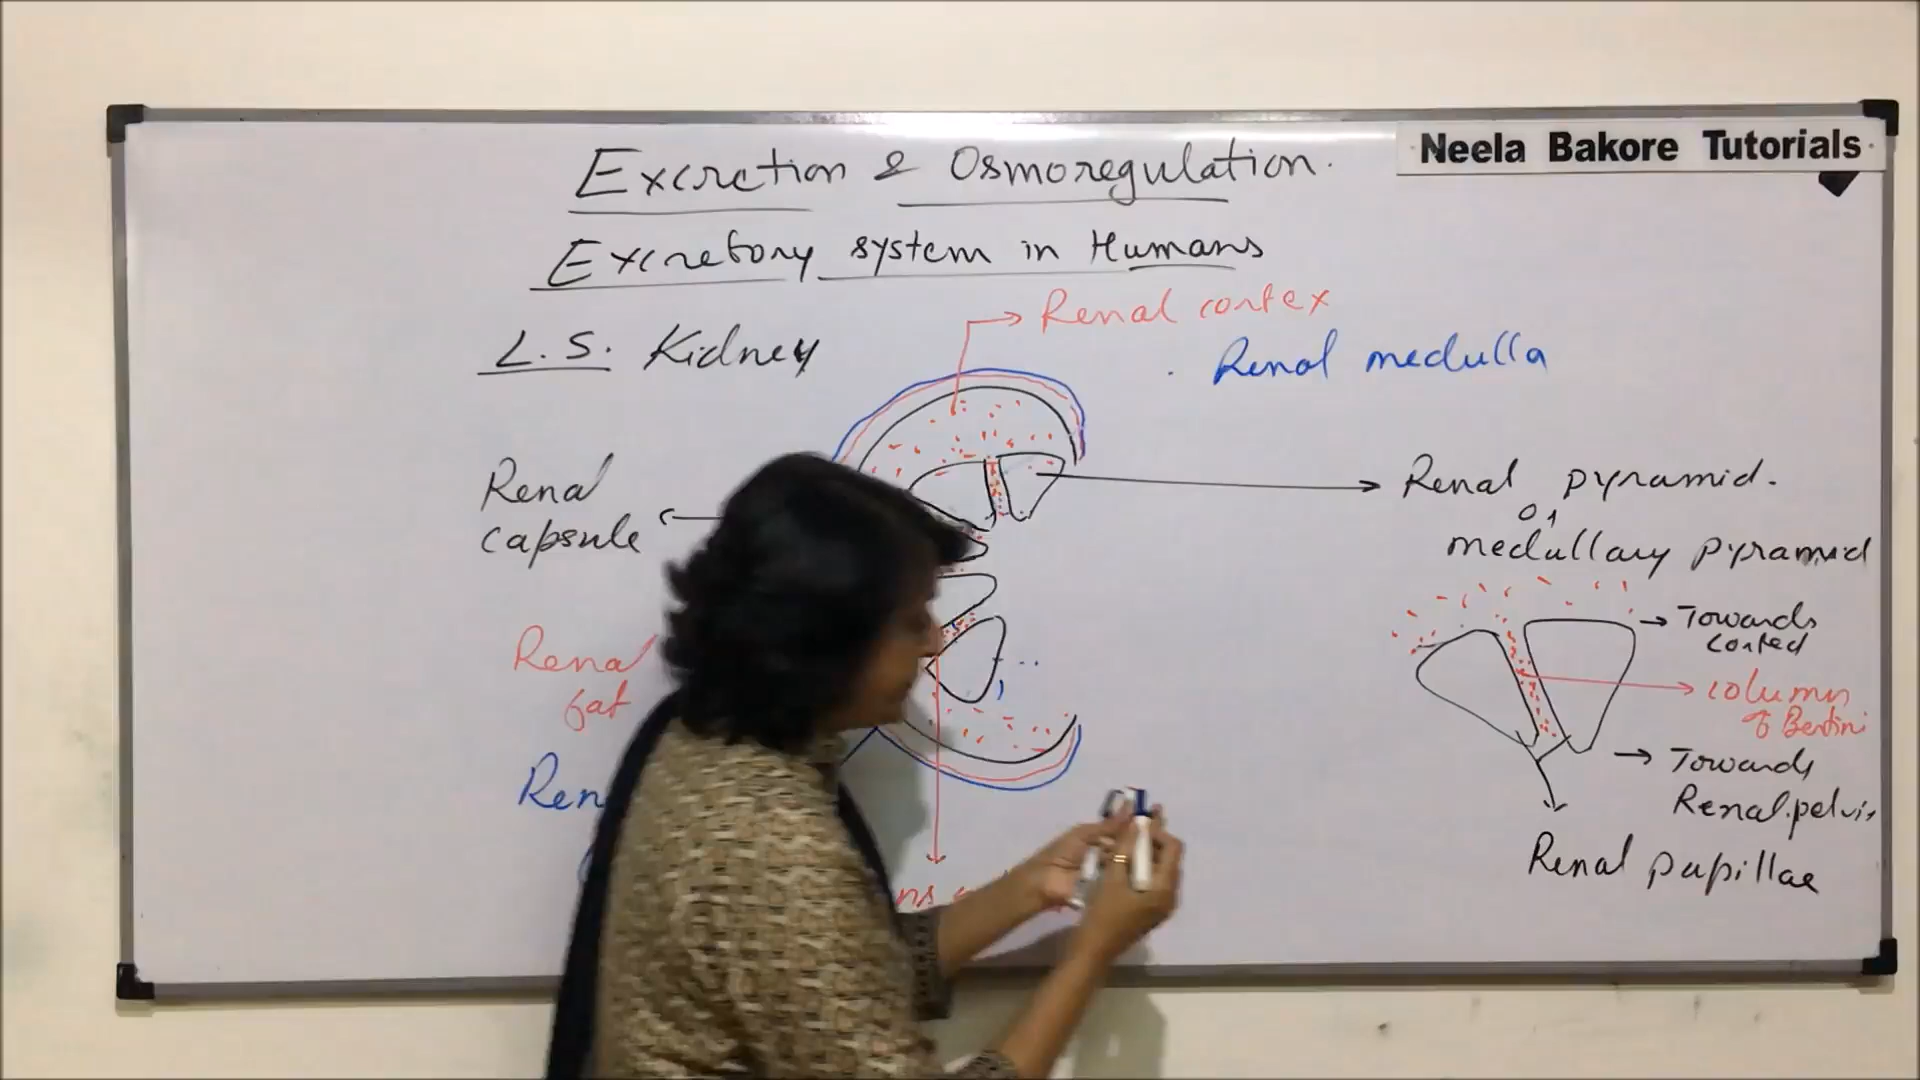 Neela Bakore Tutorials
Excretion & Osmoregulation.
Excretory system in Humans
Renal cortex
L.S. Kidney
Renal medulla
Renal
capsule
Renal pyramid.
or
medullary pyramid
Towards
Renal
fat
columns
of Bertini
Towards
Renal pelvis
Ren
Renal papillae